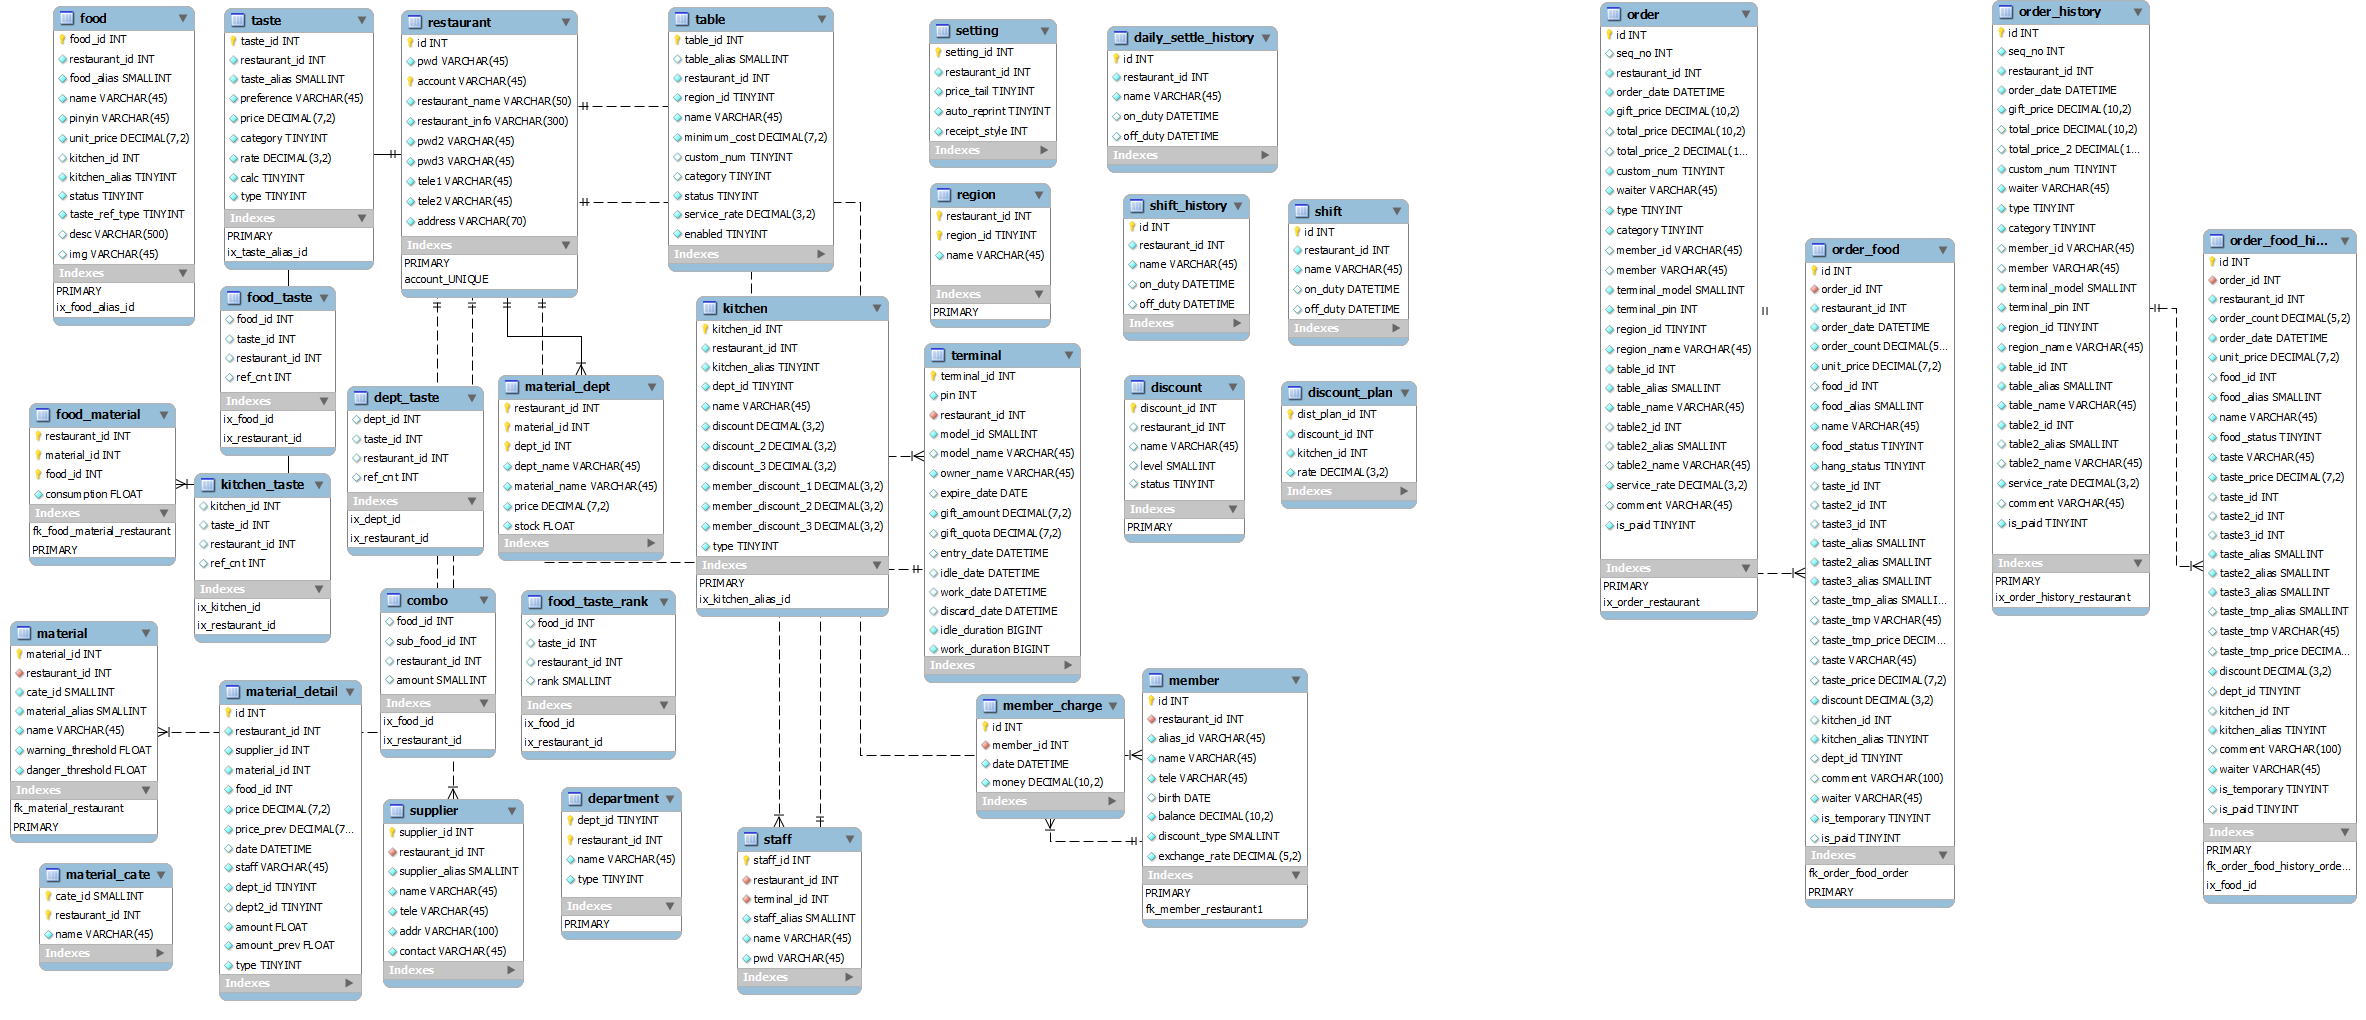 food
food_id INT
restaurant_id INT
food_alias SMALLINT
name VARCHAR(45)
pinyin VARCHAR(45)
unit_price DECIMAL(7,2)
kitchen_id INT
kitchen_alias TINYINT
status TINYINT
taste_ref_type TINYINT
desc VARCHAR(500)
img VARCHAR(45)
Indexes
PRIMARY
ix_food_alias_id
taste
taste_id INT
restaurant_id INT
taste_alias SMALLINT
preference VARCHAR(45)
price DECIMAL(7,2)
category TINYINT
rate DECIMAL(3,2)
calc TINYINT
type TINYINT
Indexes
PRIMARY
ix_taste_alias_id
restaurant
id INT
pwd VARCHAR(45)
account VARCHAR(45)
restaurant_name VARCHAR(50)
restaurant_info VARCHAR(300)
pwd2 VARCHAR(45)
pwd3 VARCHAR(45)
tele1 VARCHAR(45)
tele2 VARCHAR(45)
address VARCHAR(70)
Indexes
PRIMARY
account_UNIQUE
table
table_id INT
table_alias SMALLINT
restaurant_id INT
region_id TINYINT
name VARCHAR(45)
minimum_cost DECIMAL(7,2)
custom_num TINYINT
category TINYINT
status TINYINT
service_rate DECIMAL(3,2)
enabled TINYINT
Indexes
setting
setting_id INT
restaurant_id INT
price_tail TINYINT
auto_reprint TINYINT
receipt_style INT
Indexes
daily_settle_history
id INT
restaurant_id INT
name VARCHAR(45)
on_duty DATETIME
off_duty DATETIME
Indexes
region
restaurant_id INT
region_id TINYINT
name VARCHAR(45)
Indexes
PRIMARY
shift_history
id INT
restaurant_id INT
name VARCHAR(45)
on_duty DATETIME
off_duty DATETIME
Indexes
shift
id INT
restaurant_id INT
name VARCHAR(45)
on_duty DATETIME
off_duty DATETIME
Indexes
food_taste
food_id INT
taste_id INT
restaurant_id INT
ref_cnt INT
Indexes
ix_food_id
ix_restaurant_id
kitchen
kitchen_id INT
restaurant_id INT
kitchen_alias TINYINT
dept_id TINYINT
name VARCHAR(45)
discount DECIMAL(3,2)
discount_2 DECIMAL(3,2)
discount_3 DECIMAL(3,2)
member_discount_1 DECIMAL(3,2)
member_discount_2 DECIMAL(3,2)
member_discount_3 DECIMAL(3,2)
type TINYINT
Indexes
PRIMARY
ix_kitchen_alias_id
terminal
terminal_id INT
pin INT
restaurant_id INT
model_id SMALLINT
model_name VARCHAR(45)
owner_name VARCHAR(45)
expire_date DATE
gift_amount DECIMAL(7,2)
gift_quota DECIMAL(7,2)
entry_date DATETIME
idle_date DATETIME
work_date DATETIME
discard_date DATETIME
idle_duration BIGINT
work_duration BIGINT
Indexes
discount
discount_id INT
restaurant_id INT
name VARCHAR(45)
level SMALLINT
status TINYINT
Indexes
PRIMARY
discount_plan
dist_plan_id INT
discount_id INT
kitchen_id INT
rate DECIMAL(3,2)
Indexes
food_material
restaurant_id INT
material_id INT
food_id INT
consumption FLOAT
Indexes
fk_food_material_restaurant
PRIMARY
kitchen_taste
kitchen_id INT
taste_id INT
restaurant_id INT
ref_cnt INT
Indexes
ix_kitchen_id
ix_restaurant_id
dept_taste
dept_id INT
taste_id INT
restaurant_id INT
ref_cnt INT
Indexes
ix_dept_id
ix_restaurant_id
material_dept
restaurant_id INT
material_id INT
dept_id INT
dept_name VARCHAR(45)
material_name VARCHAR(45)
price DECIMAL(7,2)
stock FLOAT
Indexes
combo
food_id INT
sub_food_id INT
restaurant_id INT
amount SMALLINT
Indexes
ix_food_id
ix_restaurant_id
food_taste_rank
food_id INT
taste_id INT
restaurant_id INT
rank SMALLINT
Indexes
ix_food_id
ix_restaurant_id
material
material_id INT
restaurant_id INT
cate_id SMALLINT
material_alias SMALLINT
name VARCHAR(45)
warning_threshold FLOAT
danger_threshold FLOAT
Indexes
fk_material_restaurant
PRIMARY
material_detail
id INT
restaurant_id INT
supplier_id INT
material_id INT
food_id INT
price DECIMAL(7,2)
price_prev DECIMAL(7...
date DATETIME
staff VARCHAR(45)
dept_id TINYINT
dept2_id TINYINT
amount FLOAT
amount_prev FLOAT
type TINYINT
Indexes
material_cate
cate_id SMALLINT
restaurant_id INT
name VARCHAR(45)
Indexes
supplier
supplier_id INT
restaurant_id INT
supplier_alias SMALLINT
name VARCHAR(45)
tele VARCHAR(45)
addr VARCHAR(100)
contact VARCHAR(45)
Indexes
department
dept_id TINYINT
restaurant_id INT
name VARCHAR(45)
type TINYINT
Indexes
PRIMARY
staff
staff_id INT
restaurant_id INT
terminal_id INT
staff_alias SMALLINT
name VARCHAR(45)
pwd VARCHAR(45)
Indexes
member_charge
id INT
member_id INT
date DATETIME
money DECIMAL(10,2)
Indexes
member
id INT
restaurant_id INT
alias_id VARCHAR(45)
name VARCHAR(45)
tele VARCHAR(45)
birth DATE
balance DECIMAL(10,2)
discount_type SMALLINT
exchange_rate DECIMAL(5,2)
Indexes
PRIMARY
fk_member_restaurant1
order
id INT
seq_no INT
restaurant_id INT
order_date DATETIME
gift_price DECIMAL(10,2)
total_price DECIMAL(10,2)
total_price_2 DECIMAL(1...
custom_num TINYINT
waiter VARCHAR(45)
type TINYINT
category TINYINT
member_id VARCHAR(45)
member VARCHAR(45)
terminal_model SMALLINT
terminal_pin INT
region_id TINYINT
region_name VARCHAR(45)
table_id INT
table_alias SMALLINT
table_name VARCHAR(45)
table2_id INT
table2_alias SMALLINT
table2_name VARCHAR(45)
service_rate DECIMAL(3,2)
comment VARCHAR(45)
is_paid TINYINT
Indexes
PRIMARY
ix_order_restaurant
order_food
id INT
order_id INT
restaurant_id INT
order_date DATETIME
order_count DECIMAL(5...
unit_price DECIMAL(7,2)
food_id INT
food_alias SMALLINT
name VARCHAR(45)
food_status TINYINT
hang_status TINYINT
taste_id INT
taste2_id INT
taste3_id INT
taste_alias SMALLINT
taste2_alias SMALLINT
taste3_alias SMALLINT
taste_tmp_alias SMALLI...
taste_tmp VARCHAR(45)
taste_tmp_price DECIM...
taste VARCHAR(45)
taste_price DECIMAL(7,2)
discount DECIMAL(3,2)
kitchen_id INT
kitchen_alias TINYINT
dept_id TINYINT
comment VARCHAR(100)
waiter VARCHAR(45)
is_temporary TINYINT
is_paid TINYINT
Indexes
fk_order_food_order
PRIMARY
order_history
id INT
seq_no INT
restaurant_id INT
order_date DATETIME
gift_price DECIMAL(10,2)
total_price DECIMAL(10,2)
total_price_2 DECIMAL(1...
custom_num TINYINT
waiter VARCHAR(45)
type TINYINT
category TINYINT
member_id VARCHAR(45)
member VARCHAR(45)
terminal_model SMALLINT
terminal_pin INT
region_id TINYINT
region_name VARCHAR(45)
table_id INT
table_alias SMALLINT
table_name VARCHAR(45)
table2_id INT
table2_alias SMALLINT
table2_name VARCHAR(45)
service_rate DECIMAL(3,2)
comment VARCHAR(45)
is_paid TINYINT
Indexes
PRIMARY
ix_order_history_restaurant
order_food_hi...
id INT
order_id INT
restaurant_id INT
order_count DECIMAL(5,2)
order_date DATETIME
unit_price DECIMAL(7,2)
food_id INT
food_alias SMALLINT
name VARCHAR(45)
food_status TINYINT
taste VARCHAR(45)
taste_price DECIMAL(7,2)
taste_id INT
taste2_id INT
taste3_id INT
taste_alias SMALLINT
taste2_alias SMALLINT
taste3_alias SMALLINT
taste_tmp_alias SMALLINT
taste_tmp VARCHAR(45)
taste_tmp_price DECIMA...
discount DECIMAL(3,2)
dept_id TINYINT
kitchen_id INT
kitchen_alias TINYINT
comment VARCHAR(100)
waiter VARCHAR(45)
is_temporary TINYINT
is_paid TINYINT
Indexes
PRIMARY
fk_order_food_history_orde...
ix_food_id